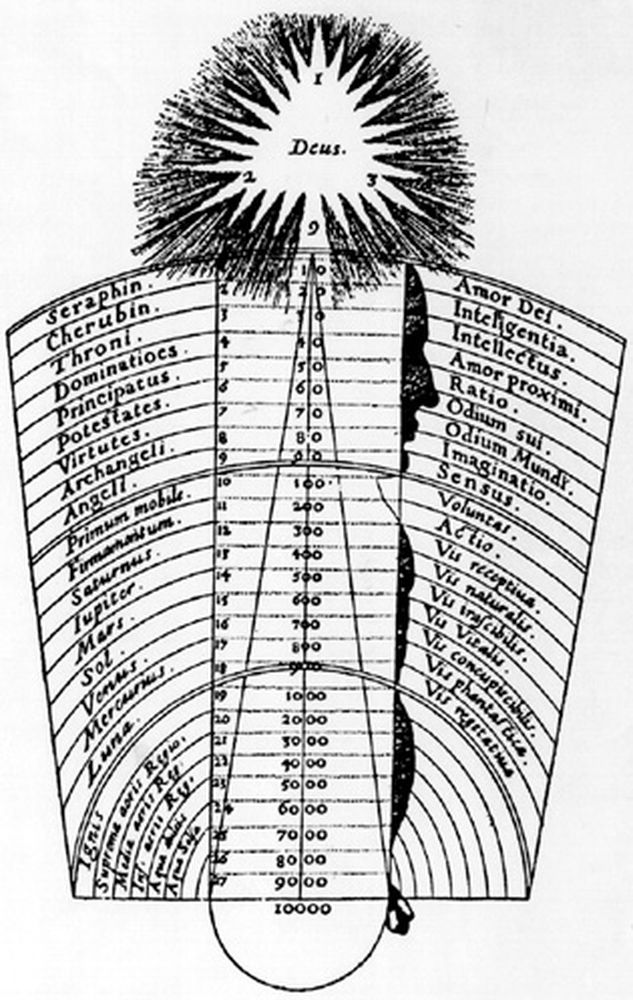 1
Deus.
2 3
9
Seraphin.
Cherubin.
Throni.
Dominatioēs.
Principatus.
Potestates.
Virtutes.
Archangeli.
Angeli.
Primum mobile.
Firmamentum.
Saturnus.
Iupiter.
Mars.
Sol.
Venus.
Mercurius.
Luna.
Ignis
Suprema aeris Regio.
Media aeris Reg.
Inf. aeris Reg.
Aqua dulcis
Aqua Salsa
10
2 20
3 30
4 40
5 50
6 60
7 70
8 80
9 90
10 100
11 200
12 300
13 400
14 500
15 600
16 700
17 800
18 9000
19 1000
20 2000
21 3000
22 4000
5000
24 6000
25 7000
26 8000
27 9000
10000
Amor Dei.
Inteligentia.
Intellectus.
Amor proximi.
Ratio.
Odium sui.
Odium Mundi.
Imaginatio.
Sensus.
Voluntas.
Actio.
Vis receptiua.
Vis naturalis.
Vis irascibilis.
Vis Vitalis.
Vis concupiscibilis.
Vis phantastica.
Vis vegetatiua